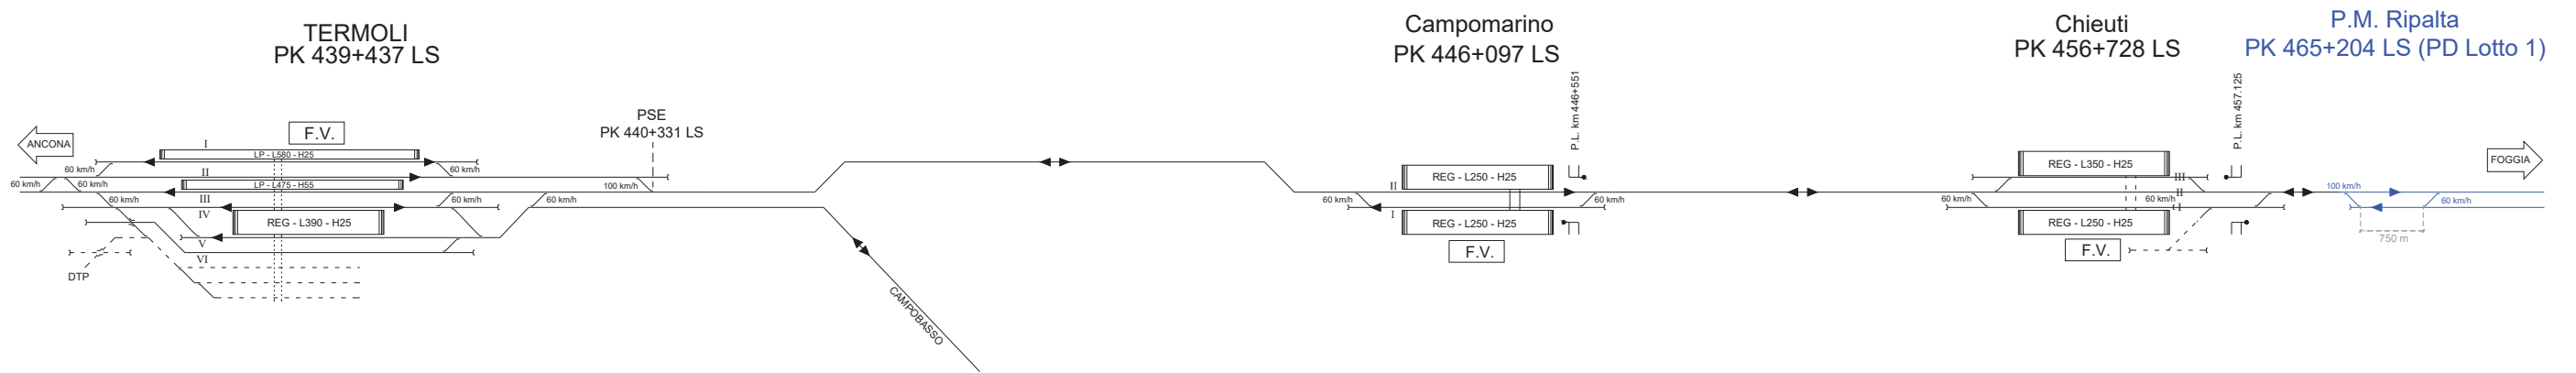 TERMOLI
PK 439+437 LS
Campomarino
PK 446+097 LS
Chieuti
PK 456+728 LS
P.M. Ripalta
PK 465+204 LS (PD Lotto 1)
ANCONA
F.V.
I
LP - L580 - H25
60 km/h
60 km/h
II
60 km/h
60 km/h
LP - L475 - H55
60 km/h
III
60 km/h
IV
REG - L390 - H25
V
VI
DTP
60 km/h
PSE
PK 440+331 LS
100 km/h
CAMPOBASSO
P.L. km 446+551
REG - L250 - H25
II
60 km/h
I
REG - L250 - H25
60 km/h
F.V.
P.L. km 457.125
REG - L350 - H25
III
II
60 km/h
60 km/h
I
REG - L250 - H25
60 km/h
F.V.
100 km/h
60 km/h
750 m
FOGGIA